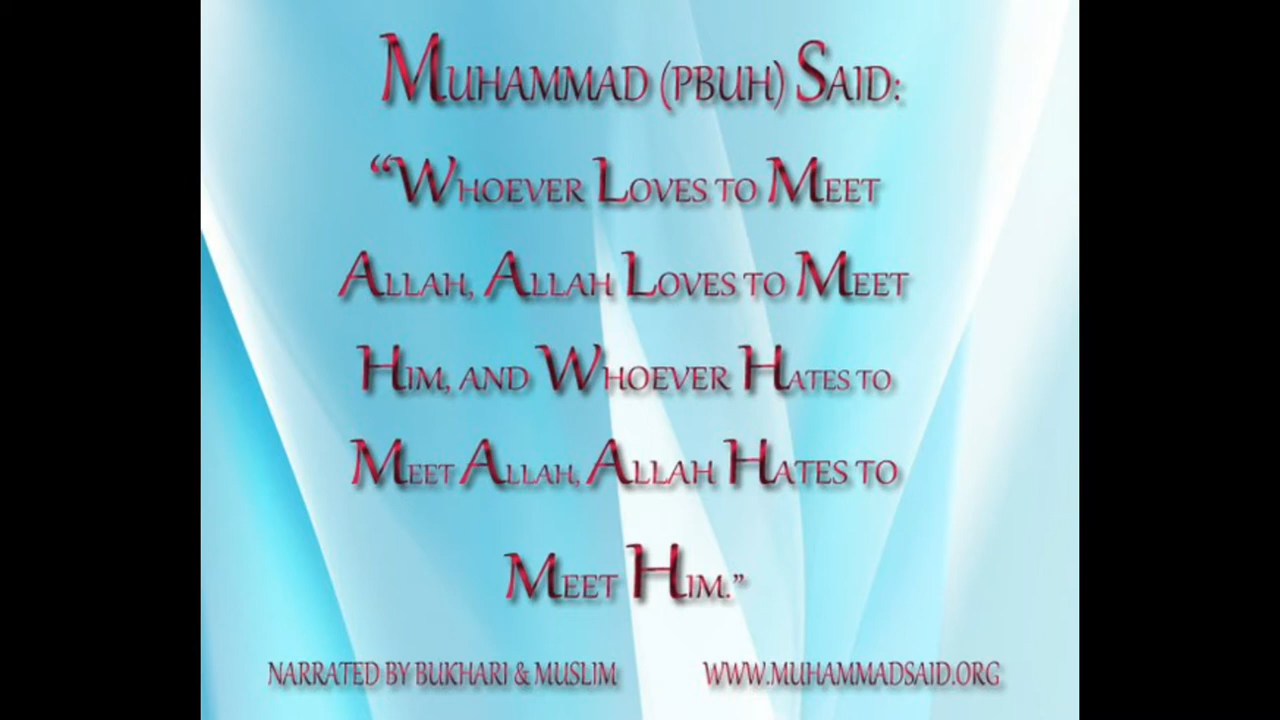 Muhammad (pbuh) Said:
“Whoever Loves to Meet
Allah, Allah Loves to Meet
Him, and Whoever Hates to
Meet Allah, Allah Hates to
Meet Him.”
NARRATED BY BUKHARI & MUSLIM
WWW.MUHAMMADSAID.ORG